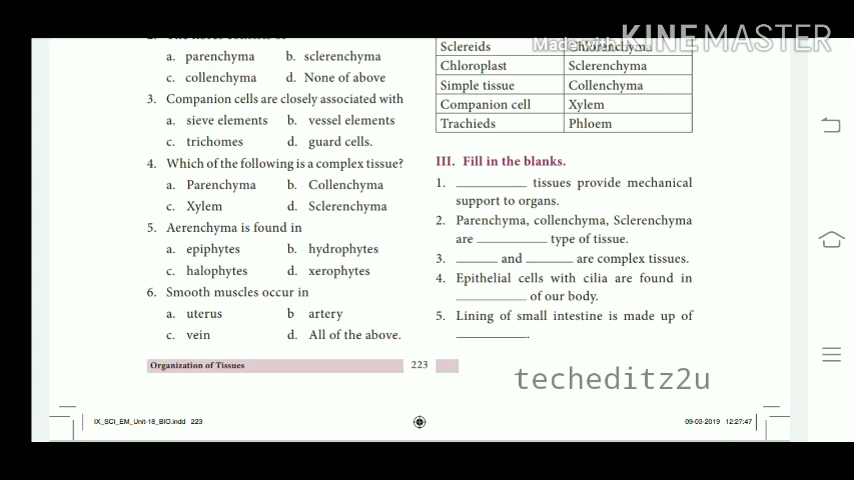 Made with KINEMASTER
a. parenchyma b. sclerenchyma
c. collenchyma d. None of above
3. Companion cells are closely associated with
a. sieve elements b. vessel elements
c. trichomes d. guard cells.
4. Which of the following is a complex tissue?
a. Parenchyma b. Collenchyma
c. Xylem d. Sclerenchyma
5. Aerenchyma is found in
a. epiphytes b. hydrophytes
c. halophytes d. xerophytes
6. Smooth muscles occur in
a. uterus b artery
c. vein d. All of the above.
Sclereids Chlorenchyma
Chloroplast Sclerenchyma
Simple tissue Collenchyma
Companion cell Xylem
Trachieds Phloem
III. Fill in the blanks.
1. __________ tissues provide mechanical
support to organs.
2. Parenchyma, collenchyma, Sclerenchyma
are __________ type of tissue.
3. ______ and _______ are complex tissues.
4. Epithelial cells with cilia are found in
___________ of our body.
5. Lining of small intestine is made up of
__________.
Organization of Tissues 223
techeditz2u
IX_SCI_EM_Unit-18_BIO.indd 223 09-03-2019 12:27:47